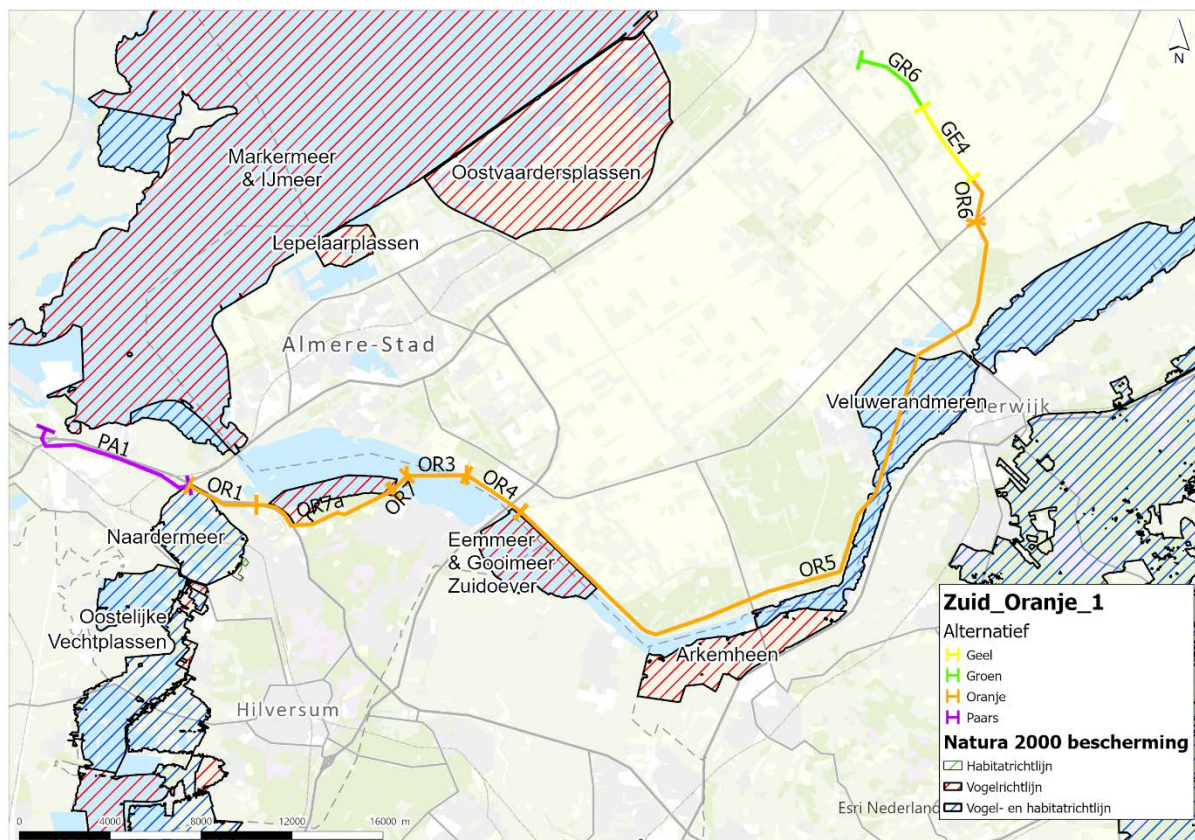 N
GR6
GE4
OR6
Markermeer
& IJmeer
Oostvaardersplassen
Lepelaarplassen
Almere-Stad
Veluwerandmeren
PA1
OR1
OR7a
OR7
OR3
OR4
OR5
Naardermeer
Eemmeer
& Gooimeer
Zuidoever
Oostelijke
Vechtplassen
Arkemheen
Hilversum
Zuid_Oranje_1
Alternatief
Geel
Groen
Oranje
Paars
Natura 2000 bescherming
Habitatrichtlijn
Vogelrichtlijn
Vogel- en habitatrichtlijn
Esri Nederland
0 4000 8000 12000 16000 m